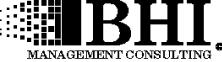 BHI
MANAGEMENT CONSULTING